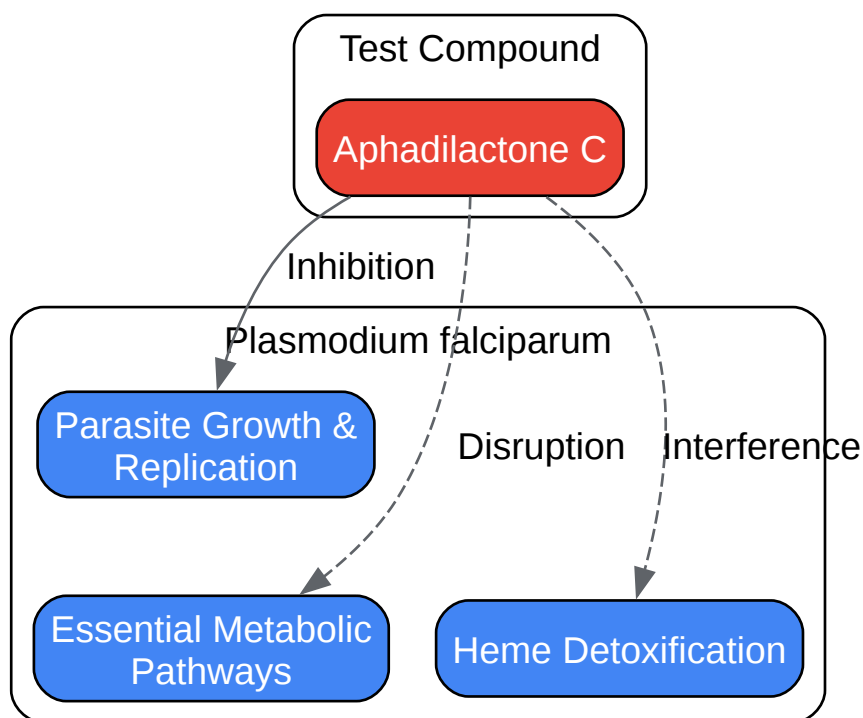 Test Compound
Aphadilactone C
Inhibition
Plasmodium falciparum
Parasite Growth &
Replication
Disruption
Interference
Essential Metabolic
Pathways
Heme Detoxification